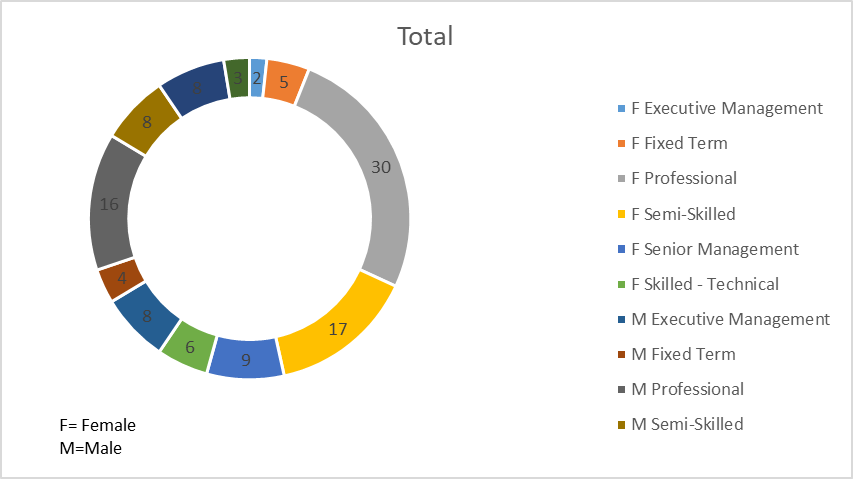 Total
2
5
30
17
9
6
8
4
16
8
3
F Executive Management
F Fixed Term
F Professional
F Semi-Skilled
F Senior Management
F Skilled - Technical
M Executive Management
M Fixed Term
M Professional
M Semi-Skilled
F= Female
M=Male